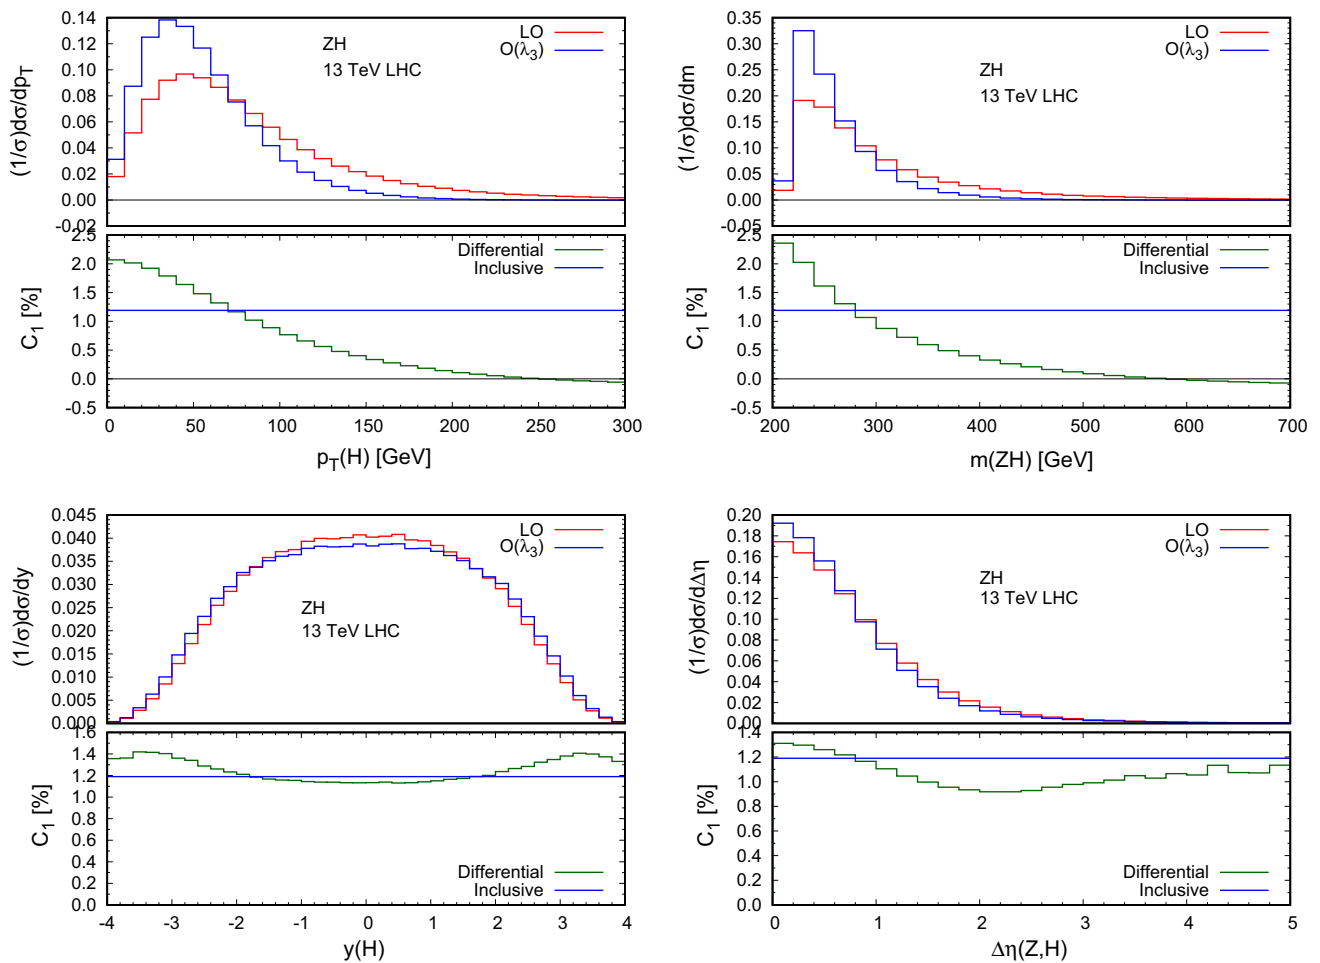 (1/σ)dσ/dp_T
0.14
0.12
0.10
0.08
0.06
0.04
0.02
0.00
-0.02
ZH
13 TeV LHC
LO
O(λ₃)
C₁ [%]
2.5
2.0
1.5
1.0
0.5
0.0
-0.5
Differential
Inclusive
0 50 100 150 200 250 300
p_T(H) [GeV]
(1/σ)dσ/dm
0.35
0.30
0.25
0.20
0.15
0.10
0.05
0.00
-0.05
ZH
13 TeV LHC
LO
O(λ₃)
C₁ [%]
2.5
2.0
1.5
1.0
0.5
0.0
-0.5
Differential
Inclusive
200 300 400 500 600 700
m(ZH) [GeV]
(1/σ)dσ/dy
0.045
0.040
0.035
0.030
0.025
0.020
0.015
0.010
0.005
0.000
ZH
13 TeV LHC
LO
O(λ₃)
C₁ [%]
1.6
1.4
1.2
1.0
0.8
0.6
0.4
0.2
0.0
Differential
Inclusive
-4 -3 -2 -1 0 1 2 3 4
y(H)
(1/σ)dσ/dΔη
0.20
0.18
0.16
0.14
0.12
0.10
0.08
0.06
0.04
0.02
0.00
ZH
13 TeV LHC
LO
O(λ₃)
C₁ [%]
1.4
1.2
1.0
0.8
0.6
0.4
0.2
0.0
Differential
Inclusive
0 1 2 3 4 5
Δη(Z,H)